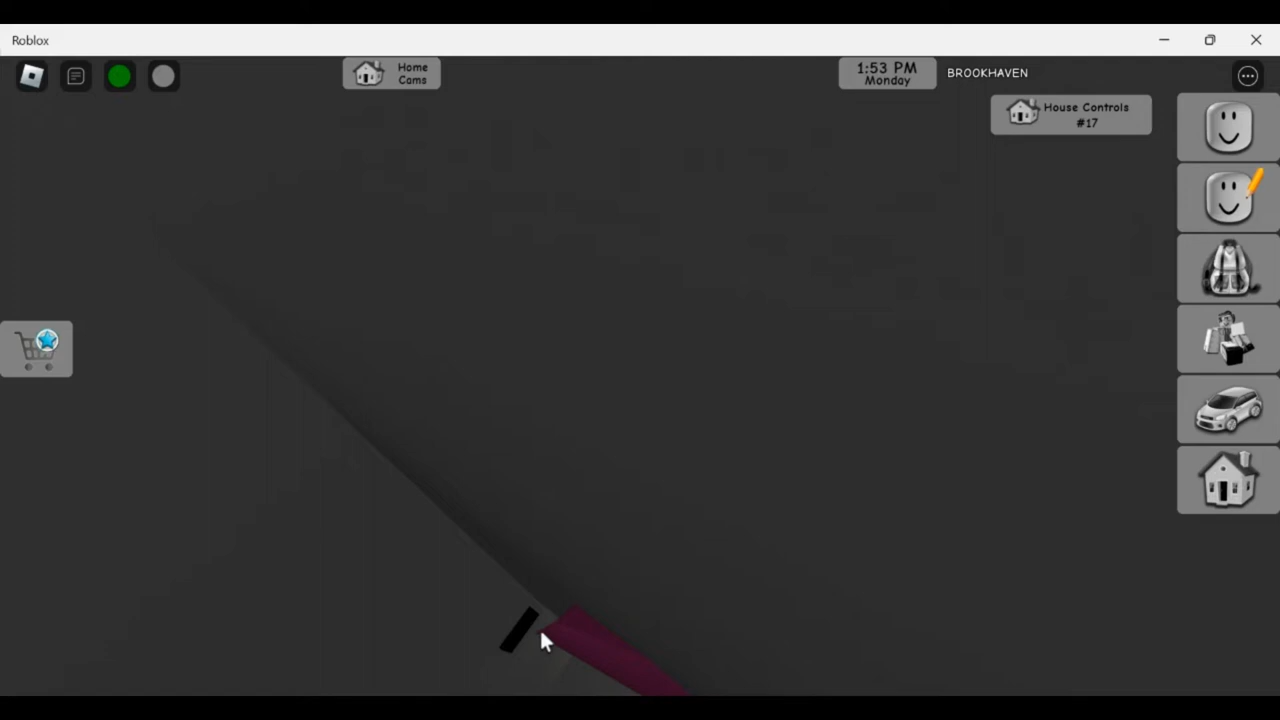 Roblox
Home
Cams
1:53 PM
Monday
BROOKHAVEN
House Controls
#17